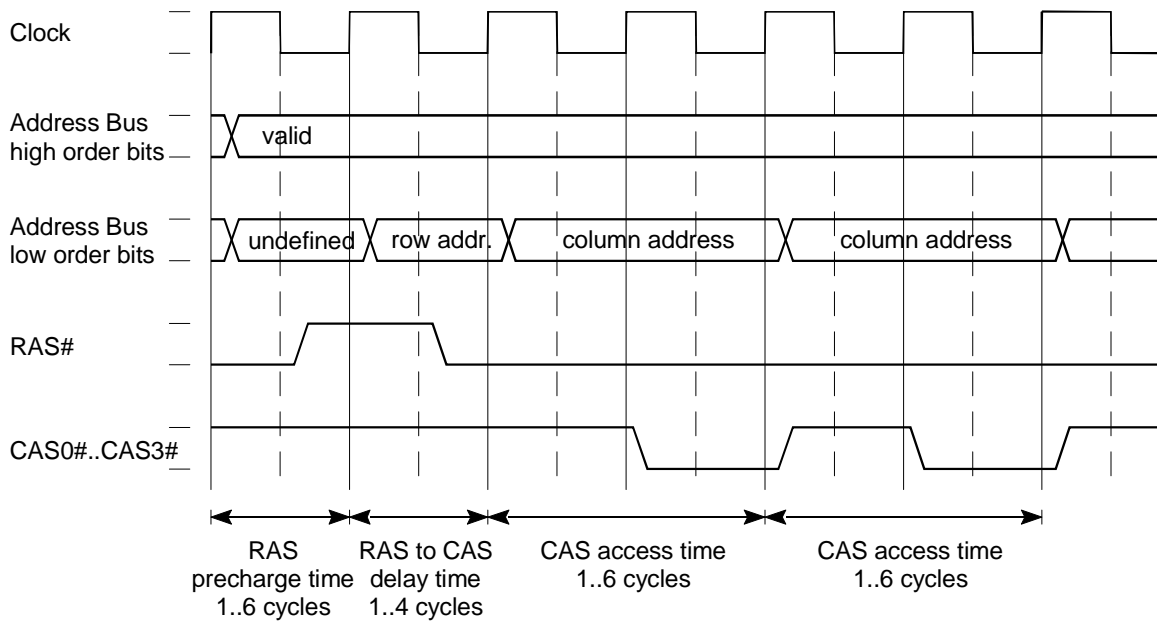 Clock
Address Bus
high order bits
valid
Address Bus
low order bits
undefined
row addr.
column address
column address
RAS#
CAS0#..CAS3#
RAS
precharge time
1..6 cycles
RAS to CAS
delay time
1..4 cycles
CAS access time
1..6 cycles
CAS access time
1..6 cycles